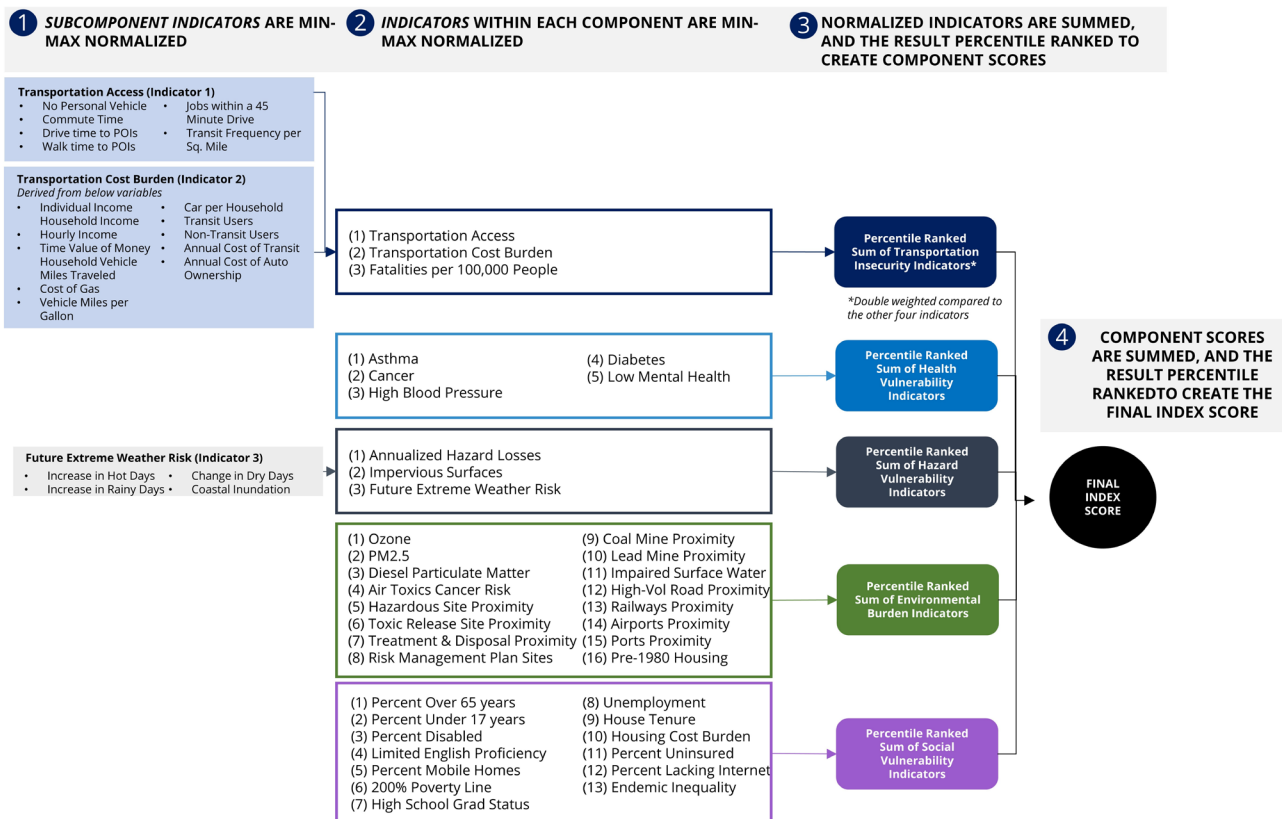 1 SUBCOMPONENT INDICATORS ARE MIN-
MAX NORMALIZED
2 INDICATORS WITHIN EACH COMPONENT ARE MIN-
MAX NORMALIZED
3 NORMALIZED INDICATORS ARE SUMMED,
AND THE RESULT PERCENTILE RANKED TO
CREATE COMPONENT SCORES
Transportation Access (Indicator 1)
• No Personal Vehicle
• Commute Time
• Drive time to POIs
• Walk time to POIs
• Jobs within a 45
Minute Drive
• Transit Frequency per
Sq. Mile
Transportation Cost Burden (Indicator 2)
Derived from below variables
• Individual Income
Household Income
• Hourly Income
• Time Value of Money
Household Vehicle
Miles Traveled
• Cost of Gas
• Vehicle Miles per
Gallon
• Car per Household
• Transit Users
• Non-Transit Users
• Annual Cost of Transit
• Annual Cost of Auto
Ownership
(1) Transportation Access
(2) Transportation Cost Burden
(3) Fatalities per 100,000 People
Percentile Ranked
Sum of Transportation
Insecurity Indicators*
*Double weighted compared to
the other four indicators
(1) Asthma
(2) Cancer
(3) High Blood Pressure
(4) Diabetes
(5) Low Mental Health
Percentile Ranked
Sum of Health
Vulnerability
Indicators
Future Extreme Weather Risk (Indicator 3)
• Increase in Hot Days
• Increase in Rainy Days
• Change in Dry Days
• Coastal Inundation
(1) Annualized Hazard Losses
(2) Impervious Surfaces
(3) Future Extreme Weather Risk
Percentile Ranked
Sum of Hazard
Vulnerability
Indicators
(1) Ozone
(2) PM2.5
(3) Diesel Particulate Matter
(4) Air Toxics Cancer Risk
(5) Hazardous Site Proximity
(6) Toxic Release Site Proximity
(7) Treatment & Disposal Proximity
(8) Risk Management Plan Sites
(9) Coal Mine Proximity
(10) Lead Mine Proximity
(11) Impaired Surface Water
(12) High-Vol Road Proximity
(13) Railways Proximity
(14) Airports Proximity
(15) Ports Proximity
(16) Pre-1980 Housing
Percentile Ranked
Sum of Environmental
Burden Indicators
(1) Percent Over 65 years
(2) Percent Under 17 years
(3) Percent Disabled
(4) Limited English Proficiency
(5) Percent Mobile Homes
(6) 200% Poverty Line
(7) High School Grad Status
(8) Unemployment
(9) House Tenure
(10) Housing Cost Burden
(11) Percent Uninsured
(12) Percent Lacking Internet
(13) Endemic Inequality
Percentile Ranked
Sum of Social
Vulnerability
Indicators
4 COMPONENT SCORES
ARE SUMMED, AND THE
RESULT PERCENTILE
RANKEDTO CREATE THE
FINAL INDEX SCORE
FINAL
INDEX
SCORE